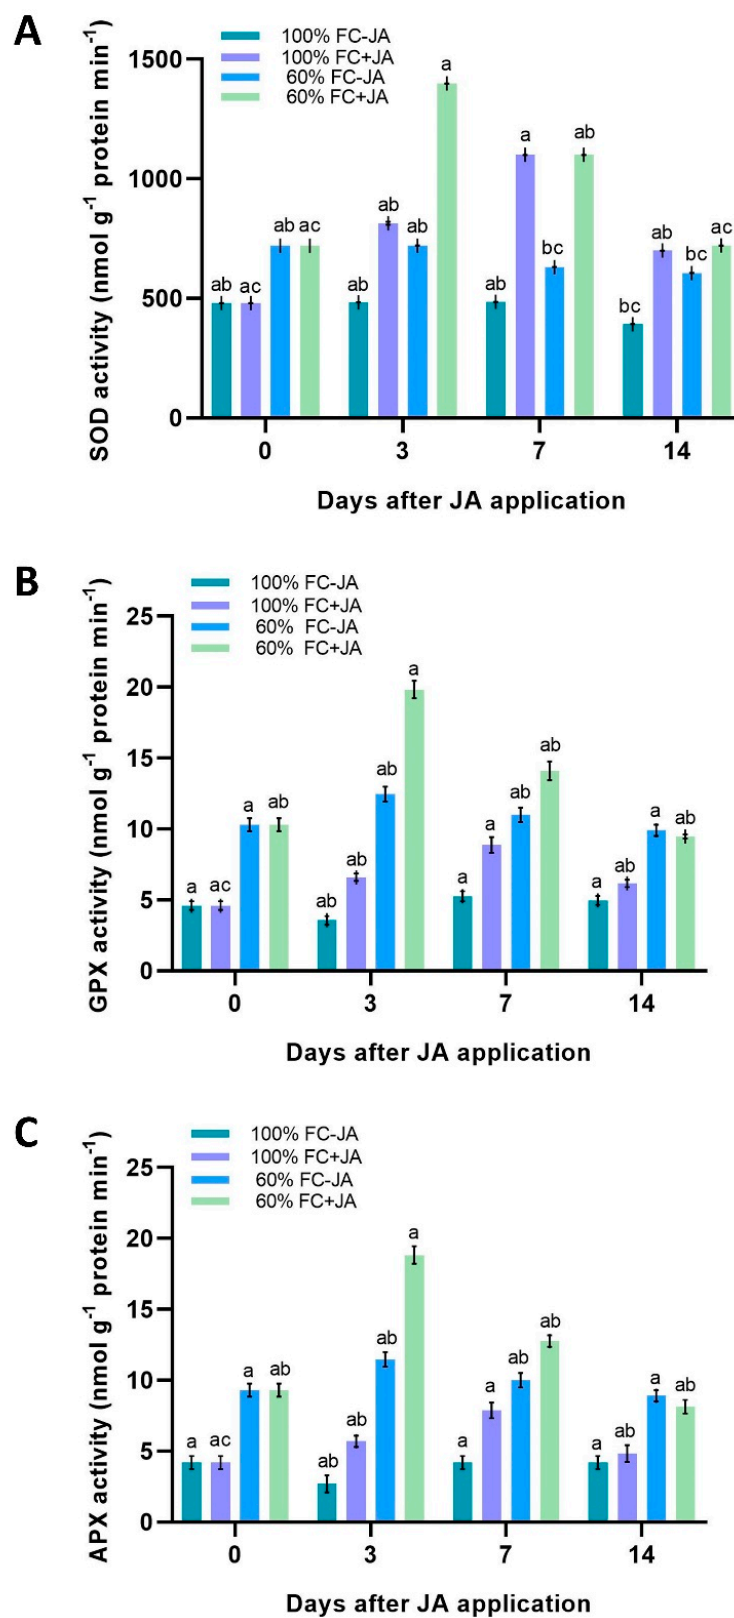 A
100% FC-JA
100% FC+JA
60% FC-JA
60% FC+JA
SOD activity (nmol g⁻¹ protein min⁻¹)
1500
1000
500
0
ab ac ab ac
ab ab ab a
ab a bc ab
bc ab bc ac
0 3 7 14
Days after JA application
B
100% FC-JA
100% FC+JA
60% FC-JA
60% FC+JA
GPX activity (nmol g⁻¹ protein min⁻¹)
25
20
15
10
5
0
a ac a ab
ab ab ab a
a a ab ab
a ab a ab
0 3 7 14
Days after JA application
C
100% FC-JA
100% FC+JA
60% FC-JA
60% FC+JA
APX activity (nmol g⁻¹ protein min⁻¹)
25
20
15
10
5
0
a ac a ab
ab ab ab a
a a ab ab
a ab a ab
0 3 7 14
Days after JA application